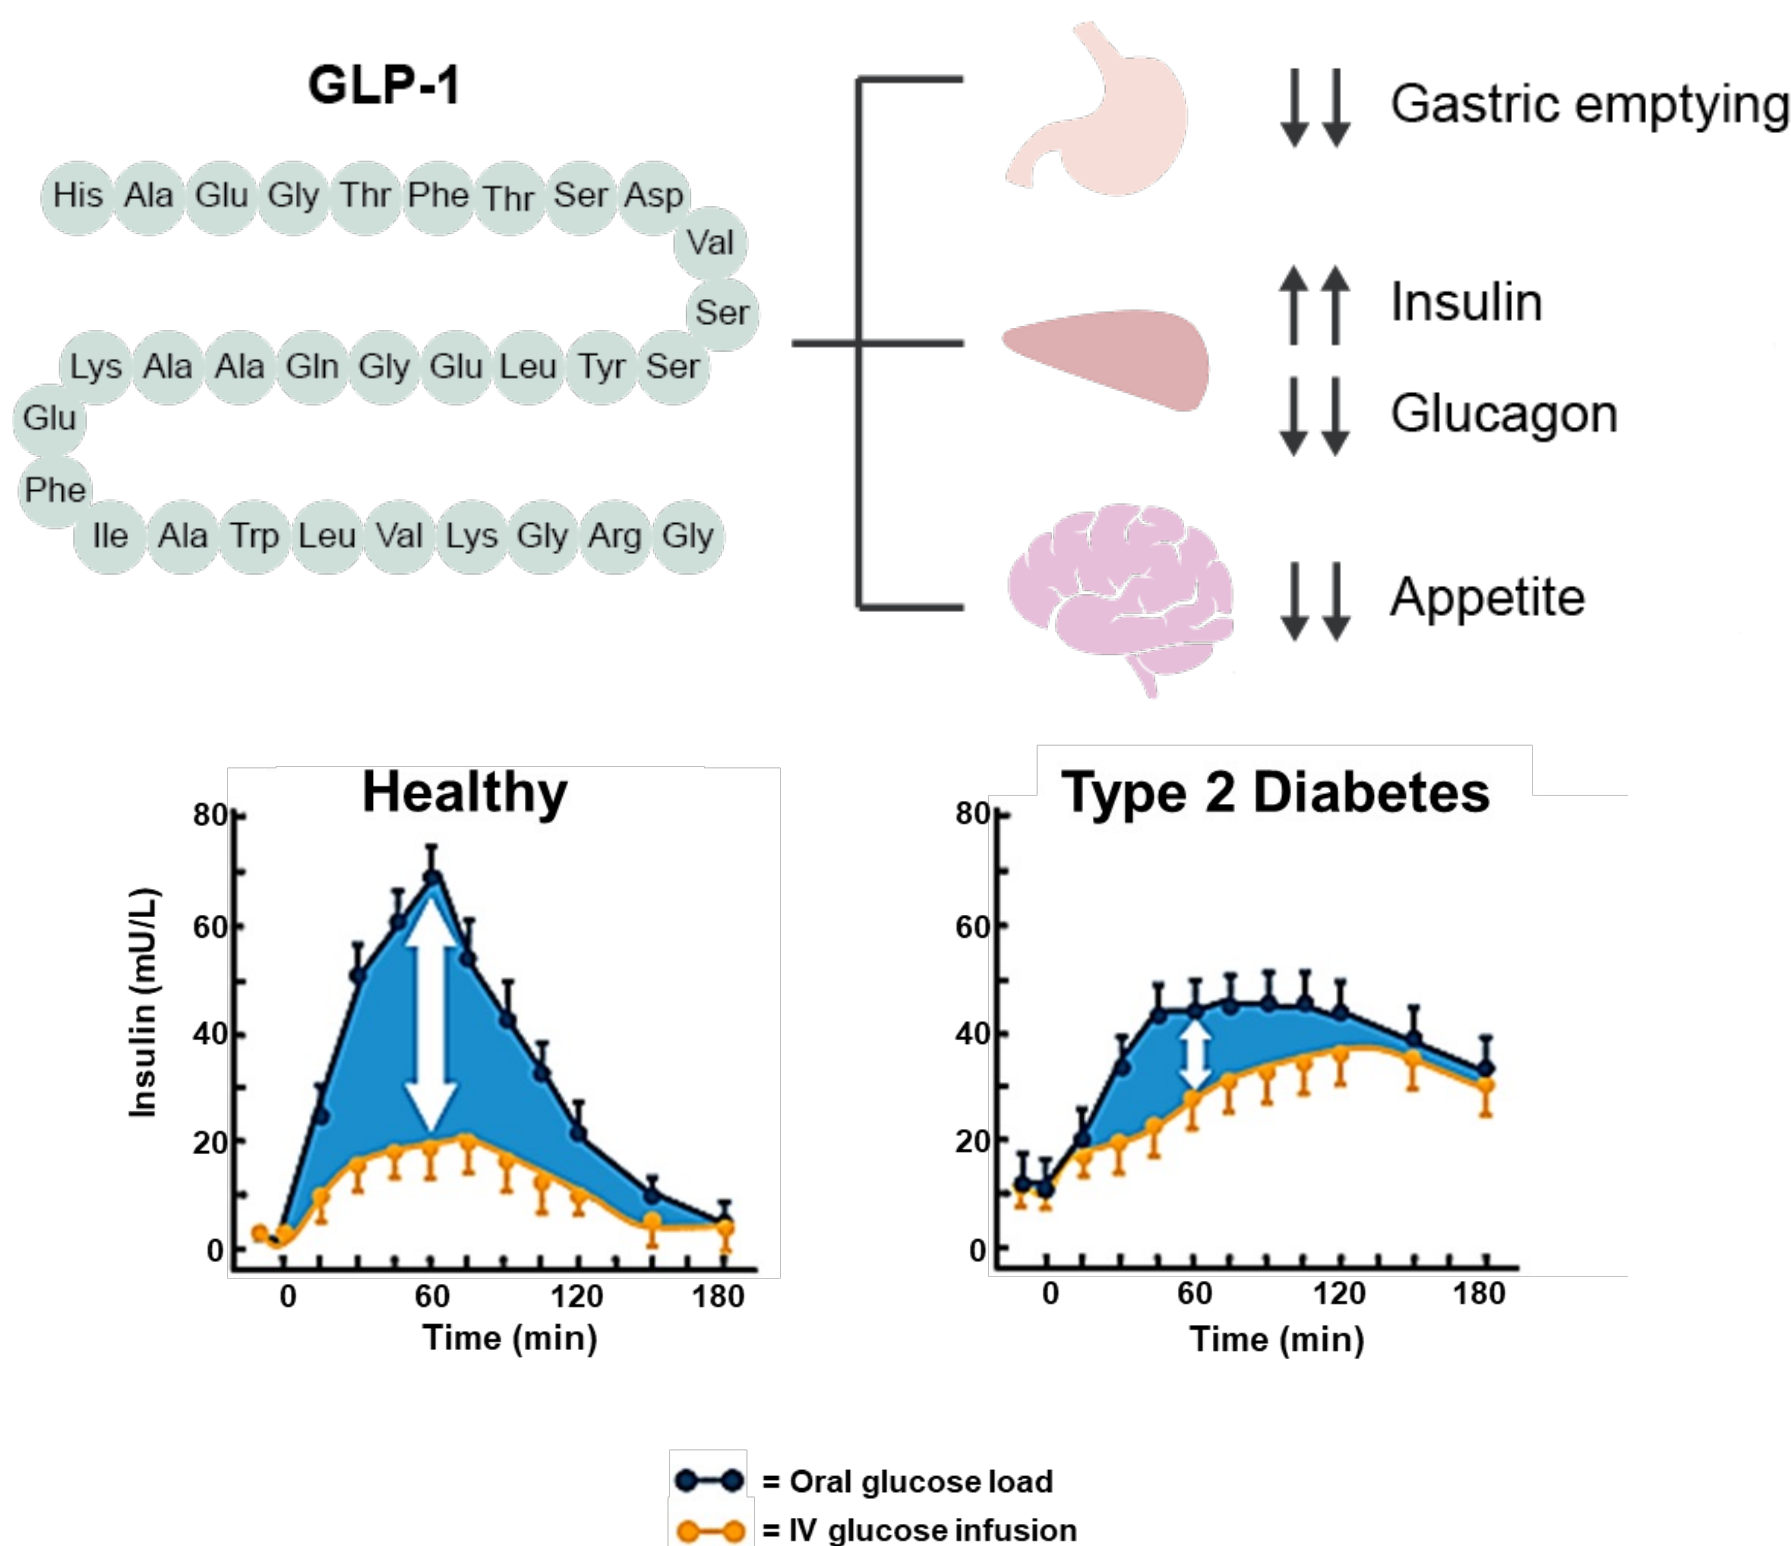 GLP-1
His Ala Glu Gly Thr Phe Thr Ser Asp
Val
Ser
Lys Ala Ala Gln Gly Glu Leu Tyr Ser
Glu
Phe
Ile Ala Trp Leu Val Lys Gly Arg Gly
Gastric emptying
Insulin
Glucagon
Appetite
Healthy
Insulin (mU/L)
80
60
40
20
0
0 60 120 180
Time (min)
Type 2 Diabetes
80
60
40
20
0
0 60 120 180
Time (min)
= Oral glucose load
= IV glucose infusion